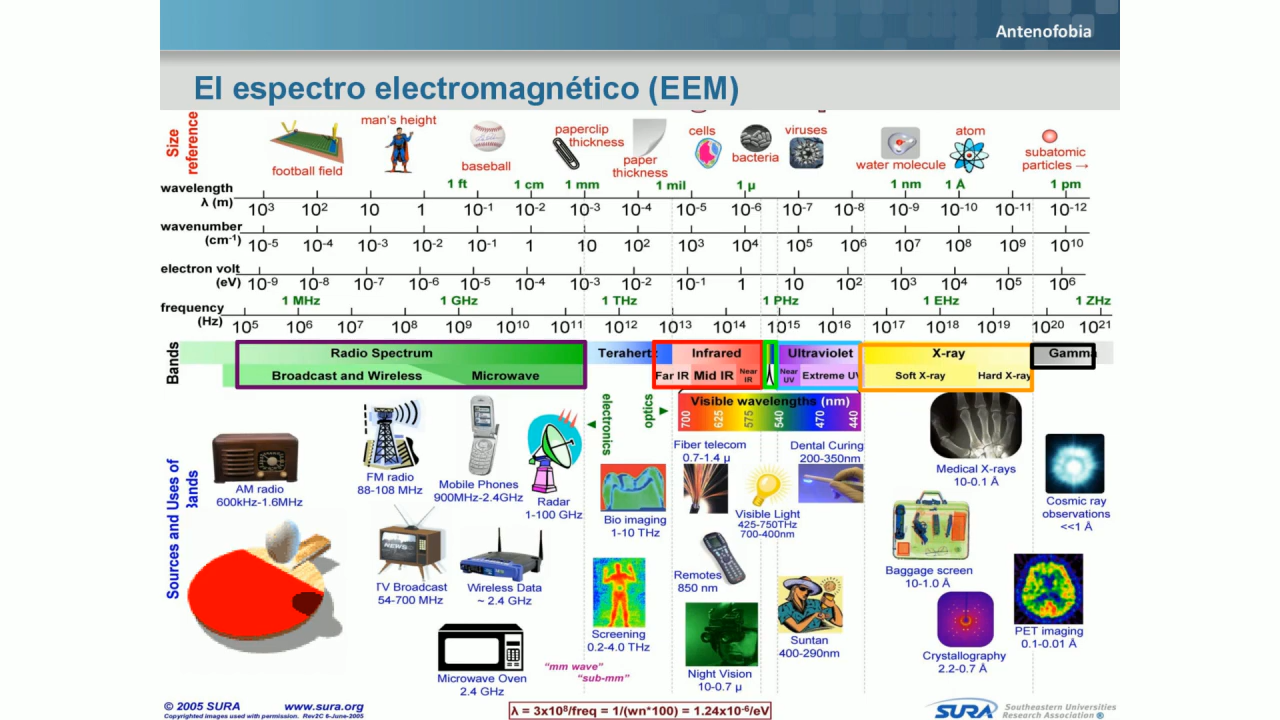 Antenofobia
El espectro electromagnético (EEM)
Size reference
football field
man's height
baseball
paperclip thickness
paper thickness
cells
bacteria
viruses
water molecule
atom
subatomic particles →
wavelength λ (m)
1 ft 1 cm 1 mm 1 mil 1 µ 1 nm 1 Å 1 pm
10³ 10² 10 1 10⁻¹ 10⁻² 10⁻³ 10⁻⁴ 10⁻⁵ 10⁻⁶ 10⁻⁷ 10⁻⁸ 10⁻⁹ 10⁻¹⁰ 10⁻¹¹ 10⁻¹²
wavenumber (cm⁻¹)
10⁻⁵ 10⁻⁴ 10⁻³ 10⁻² 10⁻¹ 1 10 10² 10³ 10⁴ 10⁵ 10⁶ 10⁷ 10⁸ 10⁹ 10¹⁰
electron volt (eV)
10⁻⁹ 10⁻⁸ 10⁻⁷ 10⁻⁶ 10⁻⁵ 10⁻⁴ 10⁻³ 10⁻² 10⁻¹ 1 10 10² 10³ 10⁴ 10⁵ 10⁶
frequency (Hz)
1 MHz 1 GHz 1 THz 1 PHz 1 EHz 1 ZHz
10⁵ 10⁶ 10⁷ 10⁸ 10⁹ 10¹⁰ 10¹¹ 10¹² 10¹³ 10¹⁴ 10¹⁵ 10¹⁶ 10¹⁷ 10¹⁸ 10¹⁹ 10²⁰ 10²¹
Bands
Radio Spectrum
Broadcast and Wireless Microwave
Terahertz
Infrared
Far IR Mid IR Near IR
Ultraviolet
Near UV Extreme UV
X-ray
Soft X-ray Hard X-ray
Gamma
electronics
optics
Visible wavelengths (nm)
700 625 575 540 470 440
Sources and Uses of Bands
AM radio
600kHz-1.6MHz
FM radio
88-108 MHz
Mobile Phones
900MHz-2.4GHz
Radar
1-100 GHz
TV Broadcast
54-700 MHz
NEWS
Wireless Data
~ 2.4 GHz
Microwave Oven
2.4 GHz
Bio imaging
1-10 THz
Screening
0.2-4.0 THz
"mm wave"
"sub-mm"
Fiber telecom
0.7-1.4 µ
Visible Light
425-750THz
700-400nm
Dental Curing
200-350nm
Remotes
850 nm
Night Vision
10-0.7 µ
Suntan
400-290nm
Medical X-rays
10-0.1 Å
Baggage screen
10-1.0 Å
Crystallography
2.2-0.7 Å
Cosmic ray
observations
<<1 Å
PET imaging
0.1-0.01 Å
© 2005 SURA www.sura.org
Copyrighted images used with permission. Rev2C 6-June-2005
λ = 3x10⁸/freq = 1/(wn*100) = 1.24x10⁻⁶/eV
SURA
Southeastern Universities
Research Association ®